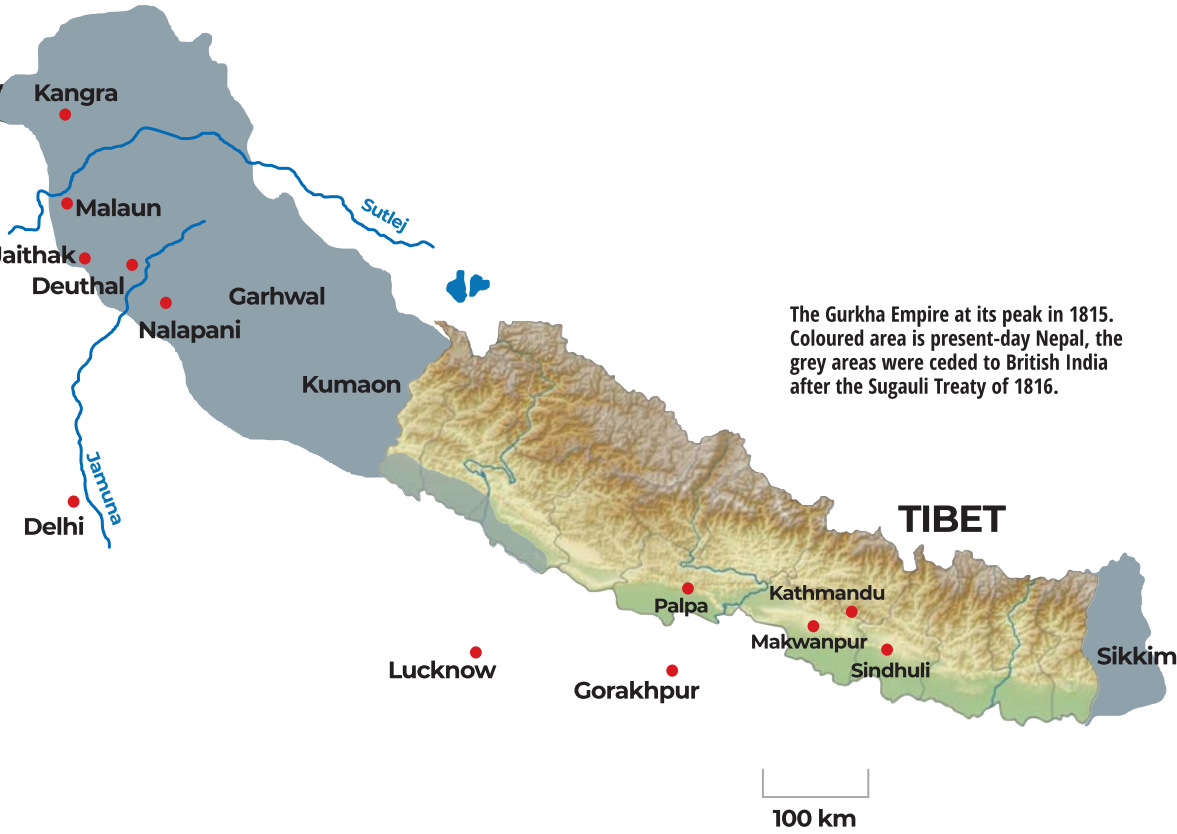 Kangra
Malaun
Sutlej
Jaithak
Deuthal
Garhwal
Nalapani
The Gurkha Empire at its peak in 1815.
Coloured area is present-day Nepal, the
grey areas were ceded to British India
after the Sugauli Treaty of 1816.
Kumaon
Jamuna
Delhi
TIBET
Kathmandu
Palpa
Makwanpur
Sikkim
Lucknow
Sindhuli
Gorakhpur
100 km